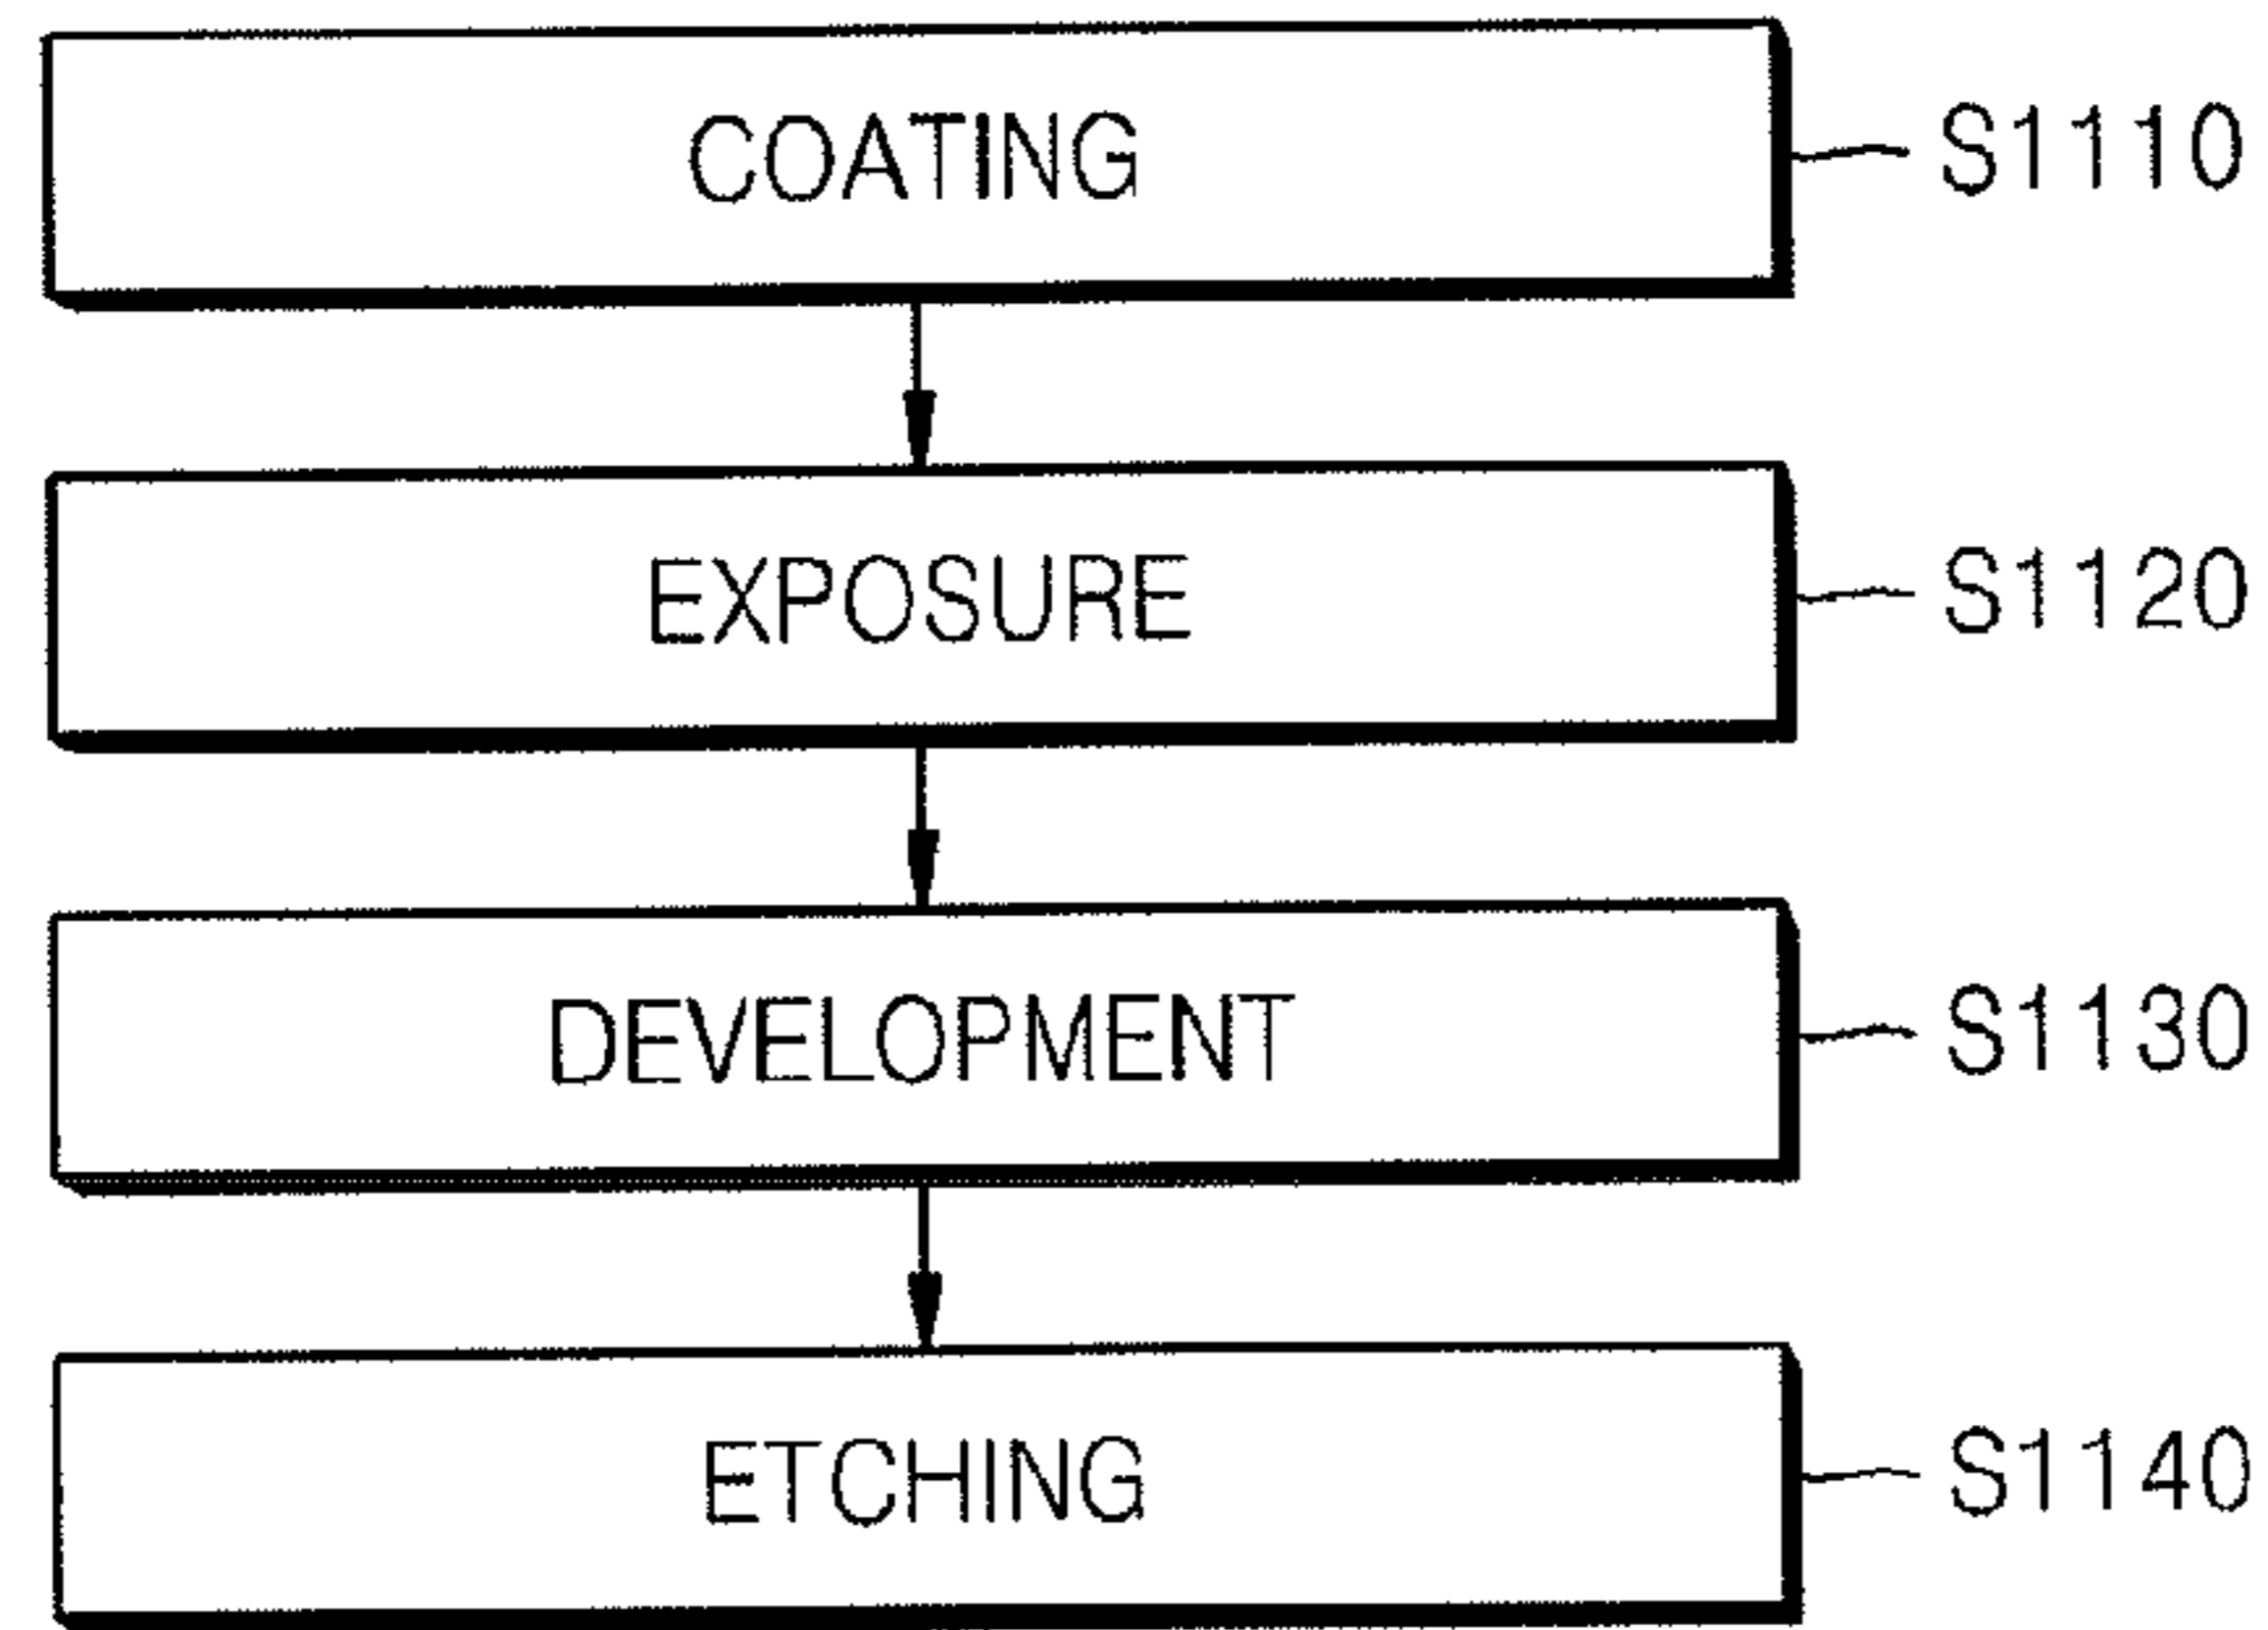 COATING S1110
EXPOSURE S1120
DEVELOPMENT S1130
ETCHING S1140